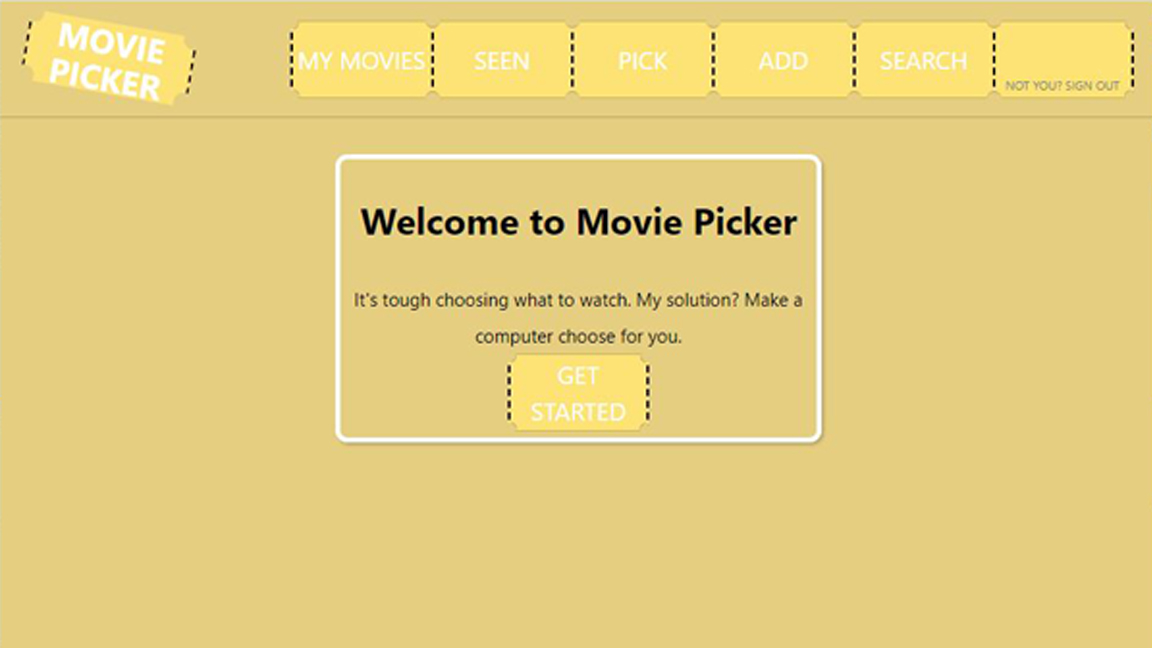 MOVIE
PICKER
MY MOVIES
SEEN
PICK
ADD
SEARCH
NOT YOU? SIGN OUT
Welcome to Movie Picker
It's tough choosing what to watch. My solution? Make a
computer choose for you.
GET
STARTED